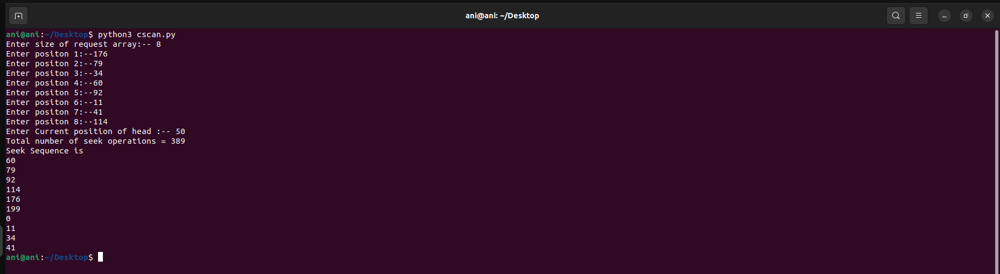 ani@ani: ~/Desktop
ani@ani:~/Desktop$ python3 cscan.py
Enter size of request array:-- 8
Enter positon 1:--176
Enter positon 2:--79
Enter positon 3:--34
Enter positon 4:--60
Enter positon 5:--92
Enter positon 6:--11
Enter positon 7:--41
Enter positon 8:--114
Enter Current position of head :-- 50
Total number of seek operations = 389
Seek Sequence is
60
79
92
114
176
199
0
11
34
41
ani@ani:~/Desktop$